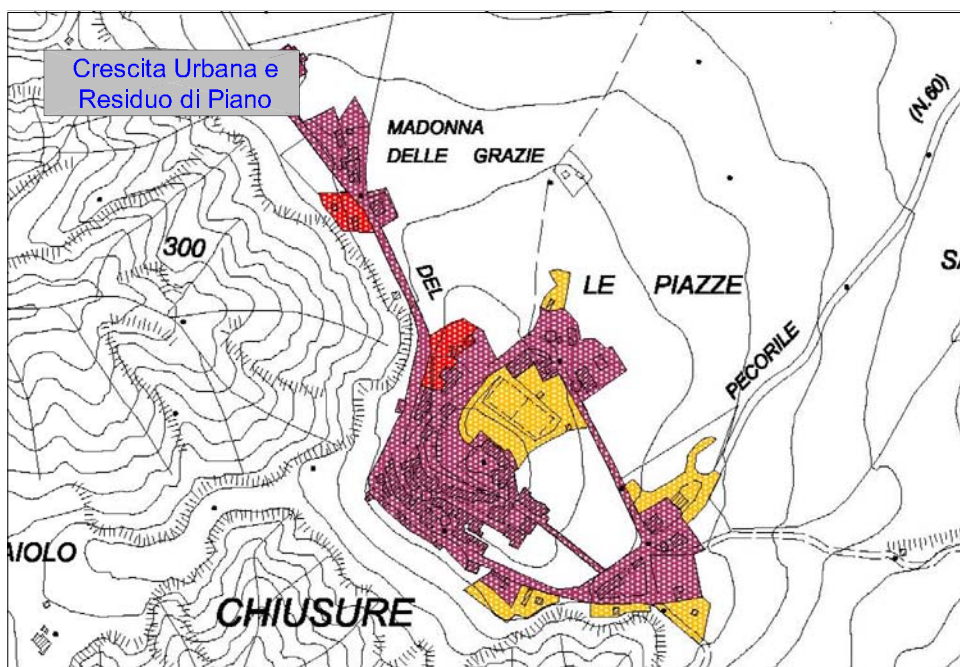 Crescita Urbana e
Residuo di Piano
MADONNA
DELLE GRAZIE
(N.60)
300
DEL
LE PIAZZE
SA
PECORILE
AIOLO
CHIUSURE